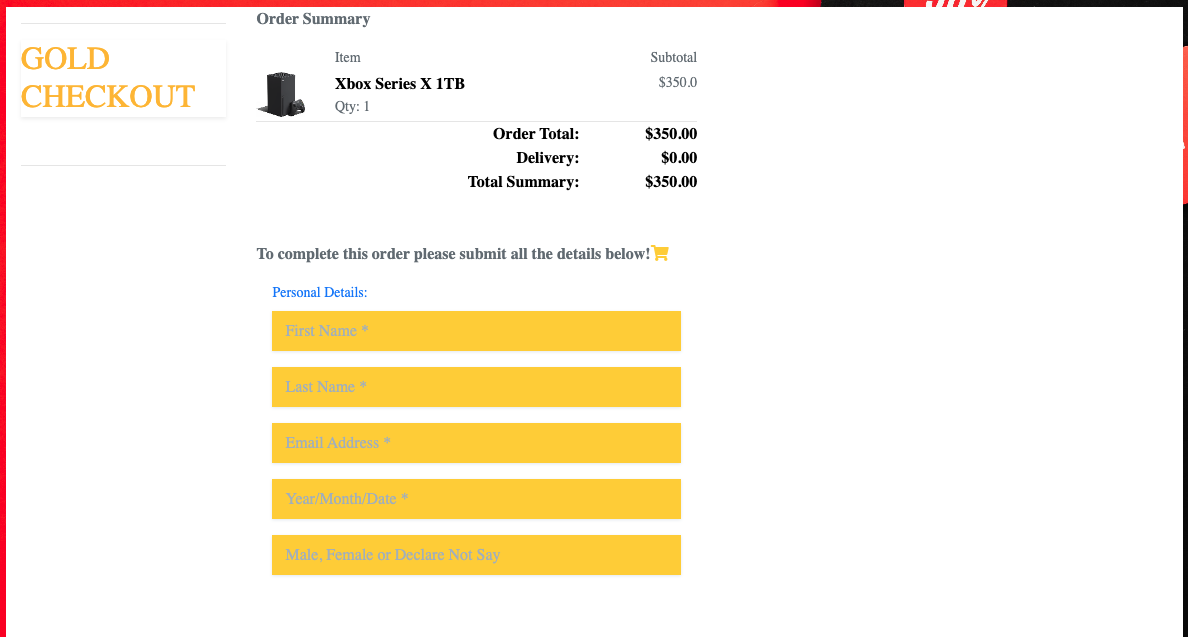 Order Summary
GOLD
CHECKOUT
Item Subtotal
Xbox Series X 1TB $350.0
Qty: 1
Order Total: $350.00
Delivery: $0.00
Total Summary: $350.00
To complete this order please submit all the details below!
Personal Details:
First Name *
Last Name *
Email Address *
Year/Month/Date *
Male, Female or Declare Not Say